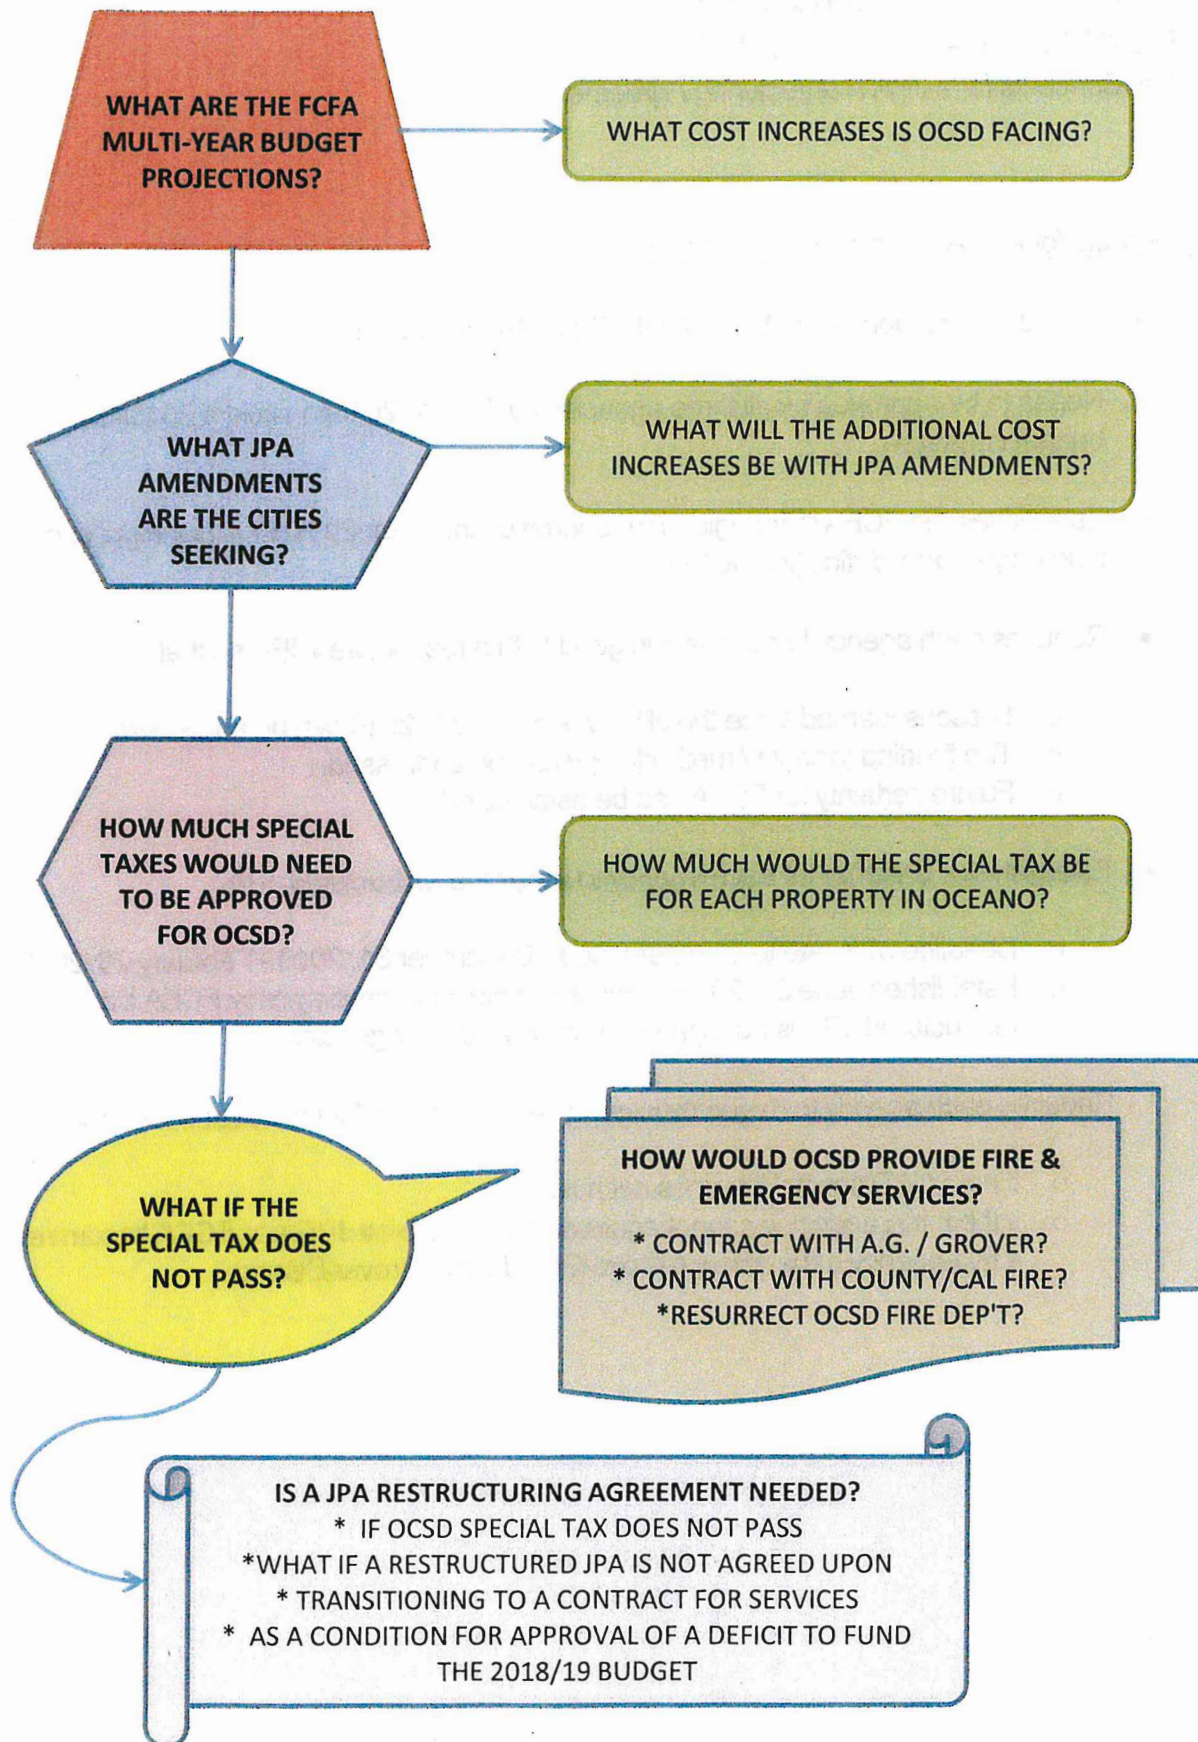 WHAT ARE THE FCFA
MULTI-YEAR BUDGET
PROJECTIONS?
WHAT COST INCREASES IS OCSD FACING?
WHAT JPA
AMENDMENTS
ARE THE CITIES
SEEKING?
WHAT WILL THE ADDITIONAL COST
INCREASES BE WITH JPA AMENDMENTS?
HOW MUCH SPECIAL
TAXES WOULD NEED
TO BE APPROVED
FOR OCSD?
HOW MUCH WOULD THE SPECIAL TAX BE
FOR EACH PROPERTY IN OCEANO?
WHAT IF THE
SPECIAL TAX DOES
NOT PASS?
HOW WOULD OCSD PROVIDE FIRE &
EMERGENCY SERVICES?
* CONTRACT WITH A.G. / GROVER?
* CONTRACT WITH COUNTY/CAL FIRE?
*RESURRECT OCSD FIRE DEP'T?
IS A JPA RESTRUCTURING AGREEMENT NEEDED?
* IF OCSD SPECIAL TAX DOES NOT PASS
*WHAT IF A RESTRUCTURED JPA IS NOT AGREED UPON
* TRANSITIONING TO A CONTRACT FOR SERVICES
* AS A CONDITION FOR APPROVAL OF A DEFICIT TO FUND
THE 2018/19 BUDGET